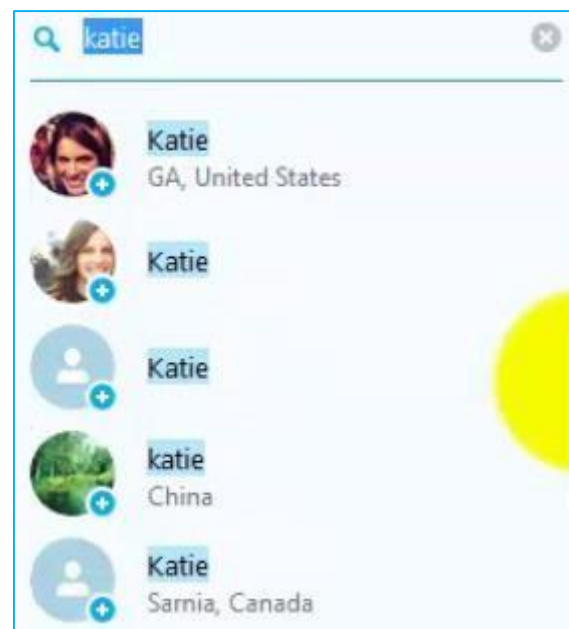 katie
Katie
GA, United States
Katie
Katie
katie
China
Katie
Sarnia, Canada